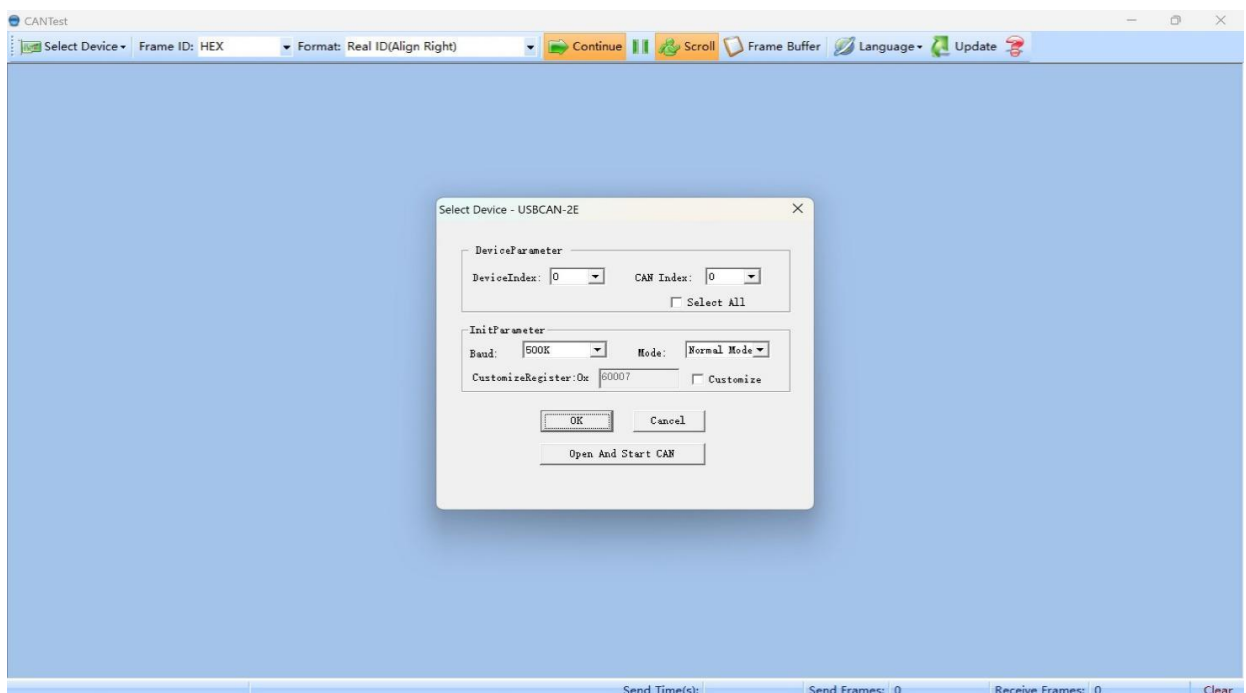 CANTest
Select Device Frame ID: HEX Format: Real ID(Align Right) Continue Scroll Frame Buffer Language Update
Select Device - USBCAN-2E
DeviceParameter
DeviceIndex: 0 CAN Index: 0
Select All
InitParameter
Baud: 500K Mode: Normal Mode
CustomizeRegister:0x 60007 Customize
OK Cancel
Open And Start CAN
Send Time(s): Send Frames: 0 Receive Frames: 0 Clear